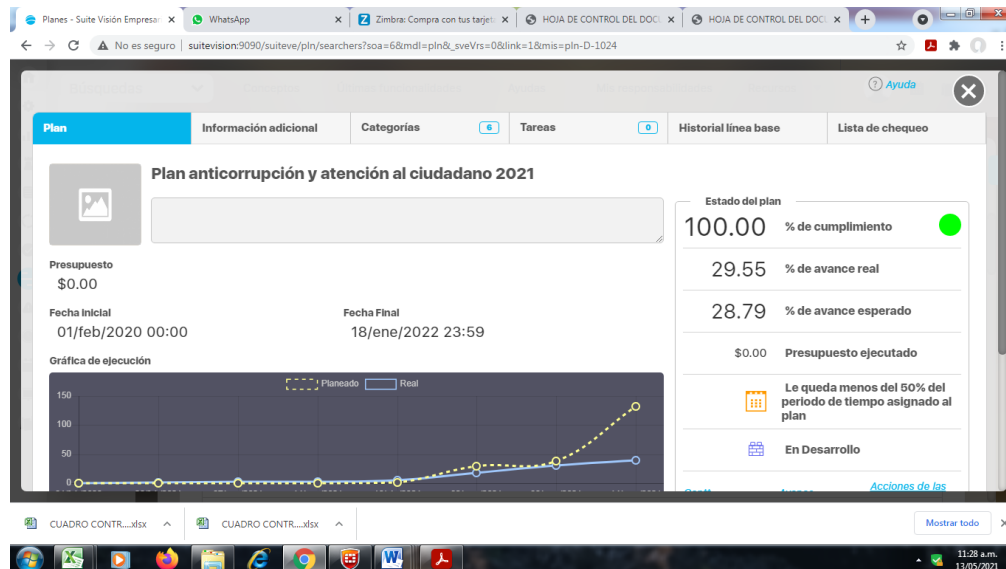 Planes - Suite Visión Empresar
WhatsApp
Zimbra: Compra con tus tarjeta
HOJA DE CONTROL DEL DOCU
HOJA DE CONTROL DEL DOCU
No es seguro | suitevision:9090/suiteve/pln/searchers?soa=6&mdl=pln&_sveVrs=0&link=1&mis=pln-D-1024
Búsquedas
? Ayuda
Plan
Información adicional
Categorías 6
Tareas 0
Historial línea base
Lista de chequeo
Plan anticorrupción y atención al ciudadano 2021
Estado del plan
100.00 % de cumplimiento
29.55 % de avance real
28.79 % de avance esperado
$0.00 Presupuesto ejecutado
Le queda menos del 50% del
periodo de tiempo asignado al
plan
En Desarrollo
Acciones de las
Presupuesto
$0.00
Fecha Inicial
01/feb/2020 00:00
Fecha Final
18/ene/2022 23:59
Gráfica de ejecución
Planeado Real
150
100
50
0
CUADRO CONTR....xlsx
CUADRO CONTR....xlsx
Mostrar todo
11:28 a.m.
13/05/2021